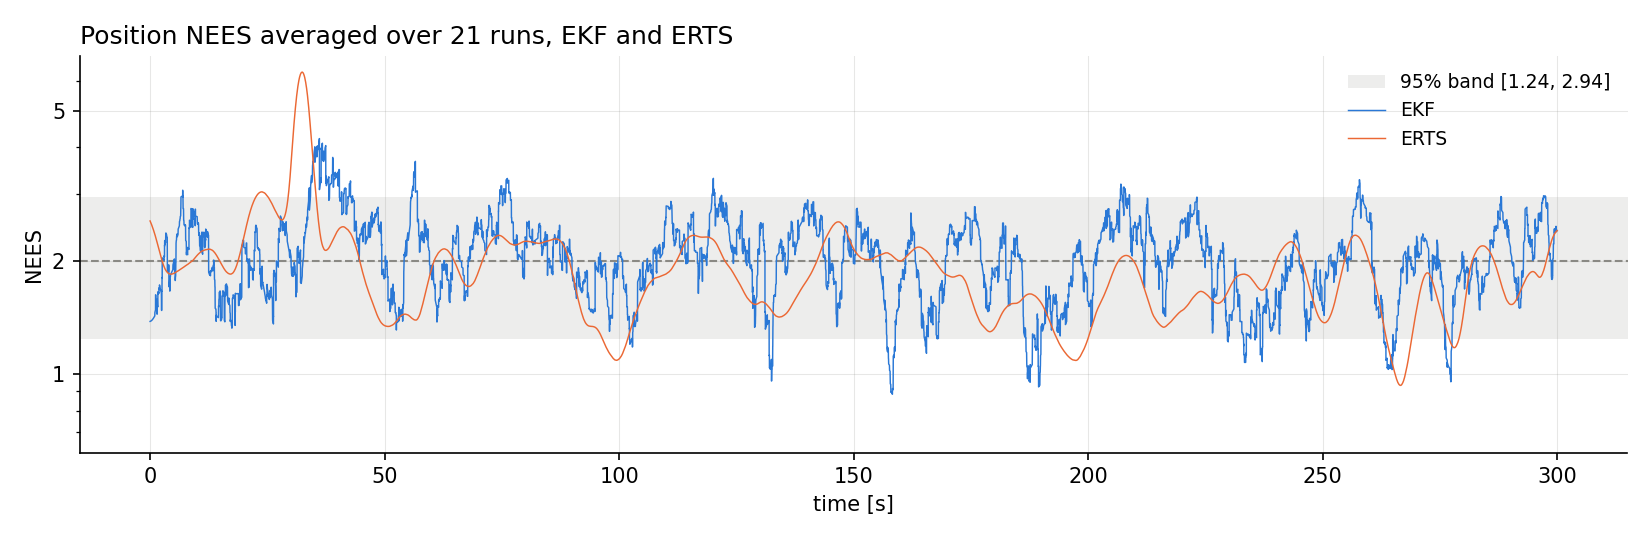 Position NEES averaged over 21 runs, EKF and ERTS
95% band [1.24, 2.94]
EKF
ERTS
NEES
5
2
1
0 50 100 150 200 250 300
time [s]